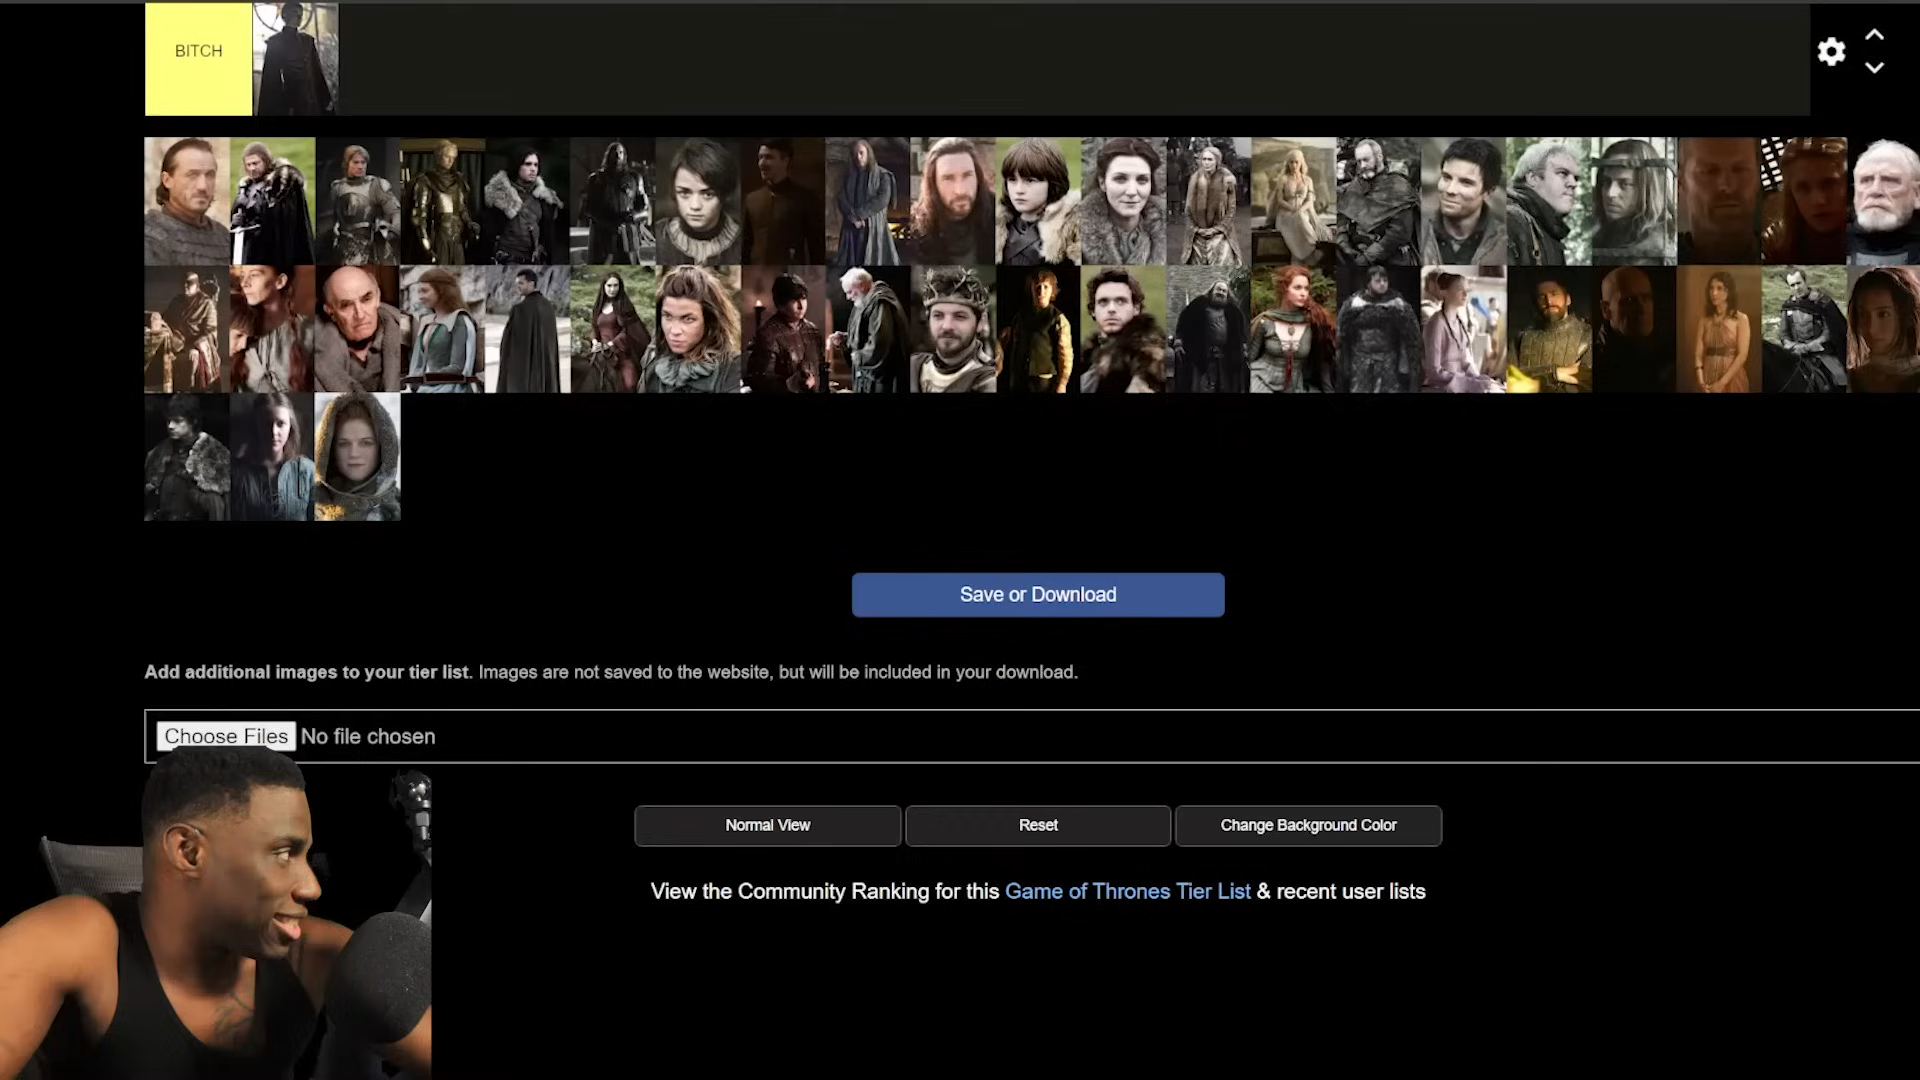 BITCH
Save or Download
Add additional images to your tier list. Images are not saved to the website, but will be included in your download.
Choose Files No file chosen
Normal View
Reset
Change Background Color
View the Community Ranking for this Game of Thrones Tier List & recent user lists